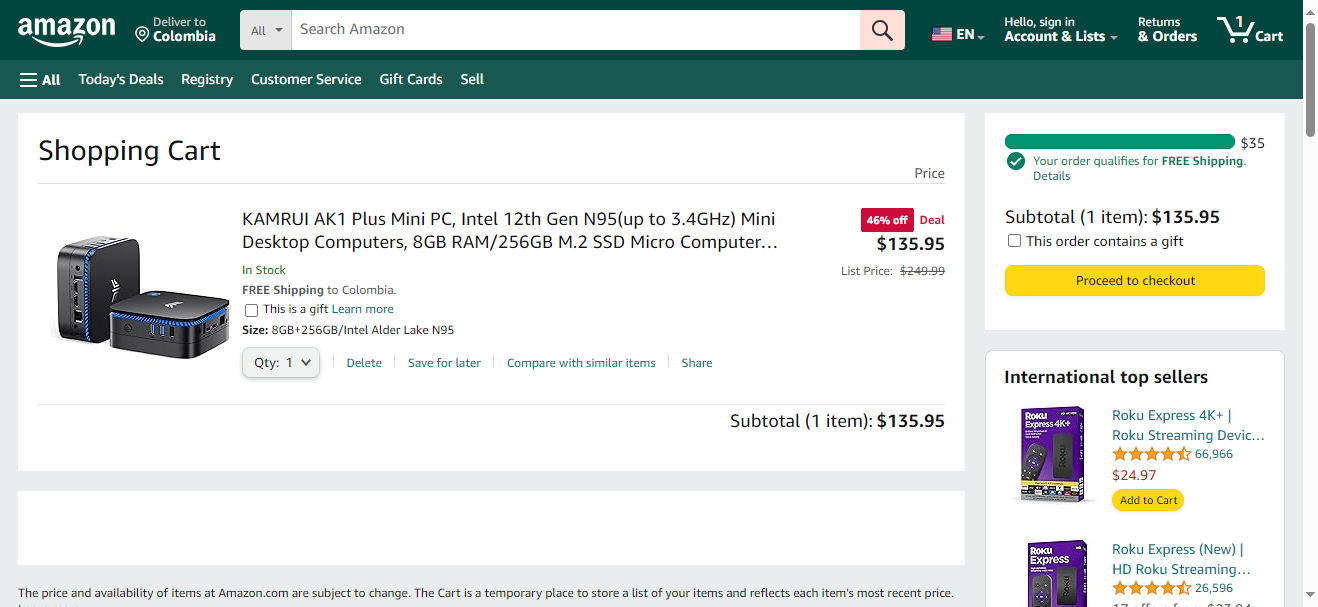 amazon
Deliver to
Colombia
All
Search Amazon
EN
Hello, sign in
Account & Lists
Returns
& Orders
1
Cart
All
Today's Deals
Registry
Customer Service
Gift Cards
Sell
Shopping Cart
Price
KAMRUI AK1 Plus Mini PC, Intel 12th Gen N95(up to 3.4GHz) Mini
Desktop Computers, 8GB RAM/256GB M.2 SSD Micro Computer…
46% off Deal
$135.95
List Price: $249.99
In Stock
FREE Shipping to Colombia.
This is a gift Learn more
Size: 8GB+256GB/Intel Alder Lake N95
Qty: 1
Delete
Save for later
Compare with similar items
Share
Subtotal (1 item): $135.95
The price and availability of items at Amazon.com are subject to change. The Cart is a temporary place to store a list of your items and reflects each item's most recent price.
$35
Your order qualifies for FREE Shipping.
Details
Subtotal (1 item): $135.95
This order contains a gift
Proceed to checkout
International top sellers
Roku
Express 4K+
Roku
Roku Express 4K+ |
Roku Streaming Devic…
66,966
$24.97
Add to Cart
Roku
Express
Roku
Roku Express (New) |
HD Roku Streaming…
26,596